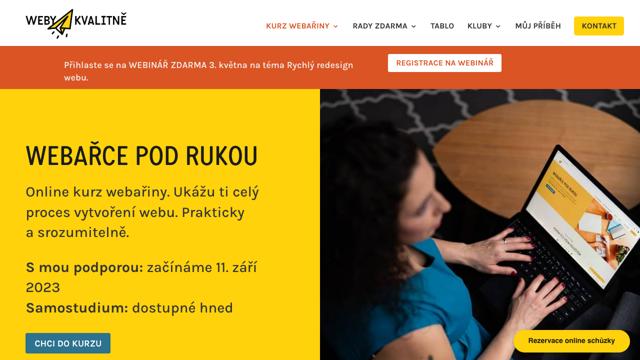 WEBY KVALITNĚ
KURZ WEBAŘINY
RADY ZDARMA
TABLO
KLUBY
MŮJ PŘÍBĚH
KONTAKT
Přihlaste se na WEBINÁŘ ZDARMA 3. května na téma Rychlý redesign
webu.
REGISTRACE NA WEBINÁŘ
WEBAŘCE POD RUKOU
Online kurz webařiny. Ukážu ti celý
proces vytvoření webu. Prakticky
a srozumitelně.
S mou podporou: začínáme 11. září
2023
Samostudium: dostupné hned
CHCI DO KURZU
Rezervace online schůzky